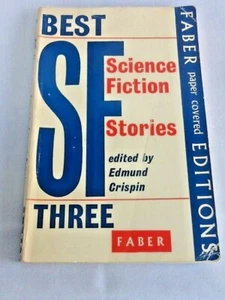 BEST
SF
Science
Fiction
Stories
edited by
Edmund
Crispin
THREE
FABER
FABER paper covered EDITIONS